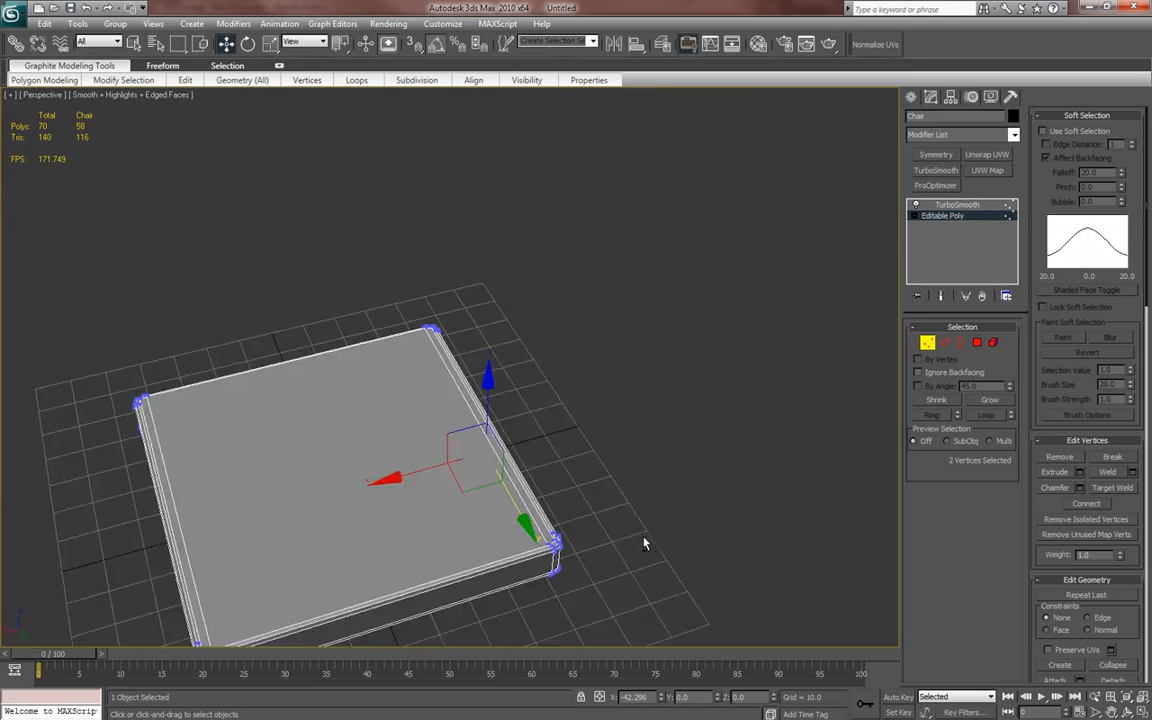 Autodesk 3ds Max 2010 x64 Untitled
Type a keyword or phrase
Edit Tools Group Views Create Modifiers Animation Graph Editors Rendering Customize MAXScript Help
All View Create Selection Se Normalize UVs
Graphite Modeling Tools Freeform Selection
Polygon Modeling Modify Selection Edit Geometry (All) Vertices Loops Subdivision Align Visibility Properties
[ + ] [ Perspective ] [ Smooth + Highlights + Edged Faces ]
Total Chair
Polys: 70 58
Tris: 140 116
FPS: 171.749
Chair
Modifier List
Symmetry Unwrap UVW
TurboSmooth UVW Map
ProOptimizer
TurboSmooth
Editable Poly
Selection
By Vertex
Ignore Backfacing
By Angle: 45.0
Shrink Grow
Ring Loop
Preview Selection
Off SubObj Multi
2 Vertices Selected
Soft Selection
Use Soft Selection
Edge Distance: 1
Affect Backfacing
Falloff: 20.0
Pinch: 0.0
Bubble: 0.0
20.0 0.0 20.0
Shaded Face Toggle
Lock Soft Selection
Paint Soft Selection
Paint Blur
Revert
Selection Value 1.0
Brush Size 20.0
Brush Strength 1.0
Brush Options
Edit Vertices
Remove Break
Extrude Weld
Chamfer Target Weld
Connect
Remove Isolated Vertices
Remove Unused Map Verts
Weight: 1.0
Edit Geometry
Repeat Last
Constraints
None Edge
Face Normal
Preserve UVs
Create Collapse
Attach Detach
0 / 100
0 5 10 15 20 25 30 35 40 45 50 55 60 65 70 75 80 85 90 95 100
1 Object Selected X: -42.296 Y: 0.0 Z: 0.0 Grid = 10.0 Auto Key Selected
Welcome to MAXScript Click or click-and-drag to select objects Add Time Tag Set Key Key Filters... 0